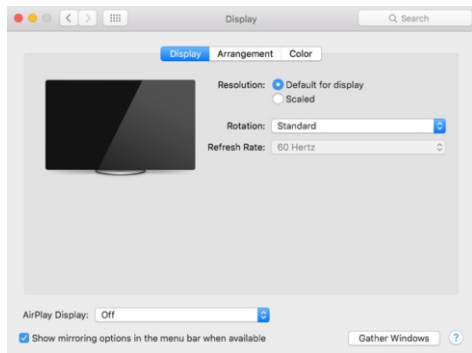 Display
Search
Display Arrangement Color
Resolution: Default for display
Scaled
Rotation: Standard
Refresh Rate: 60 Hertz
AirPlay Display: Off
Show mirroring options in the menu bar when available
Gather Windows ?